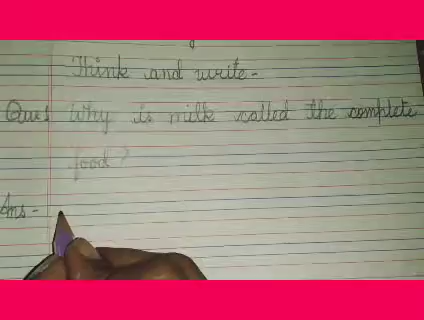 Think and write-
Ques Why is milk called the complete
food?
Ans-